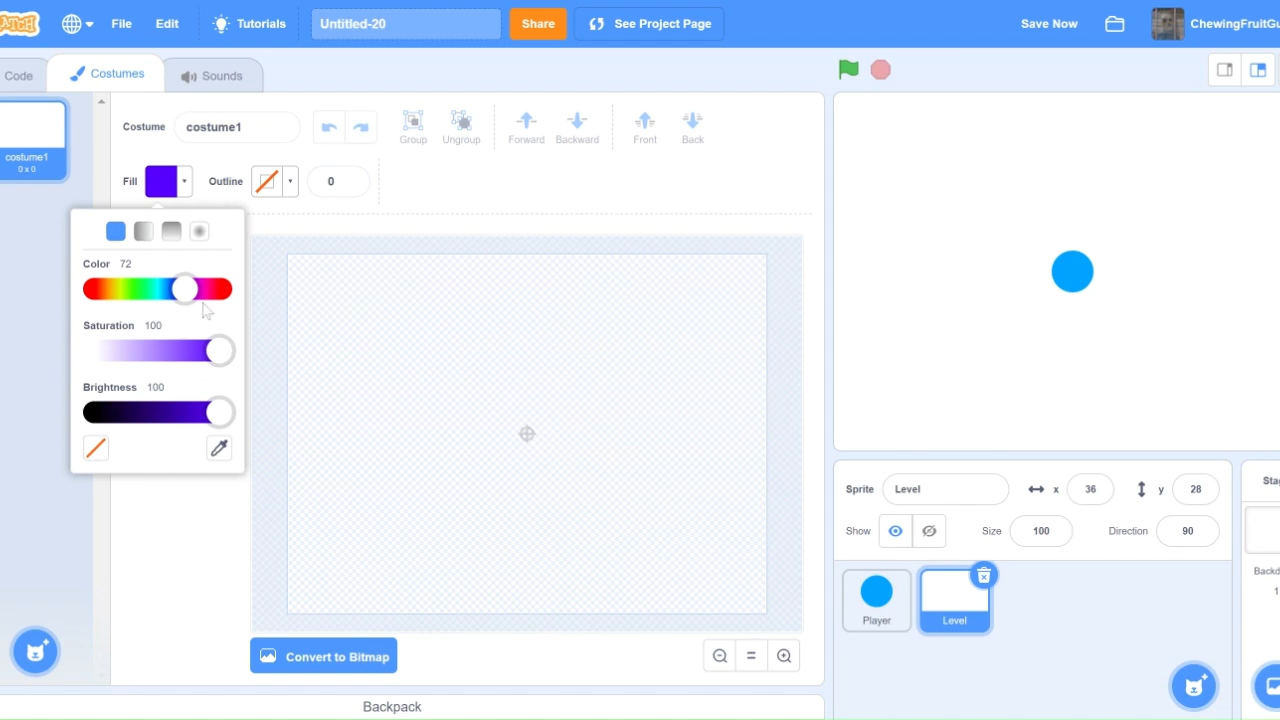 File
Edit
Tutorials
Untitled-20
Share
See Project Page
Save Now
Code
Costumes
Sounds
Costume
costume1
Group
Ungroup
Forward
Backward
Front
Back
costume1
0 x 0
Fill
Outline
0
Color 72
Saturation 100
Brightness 100
Convert to Bitmap
Backpack
Sprite
Level
x
36
y
28
Show
Size
100
Direction
90
Player
Level
1